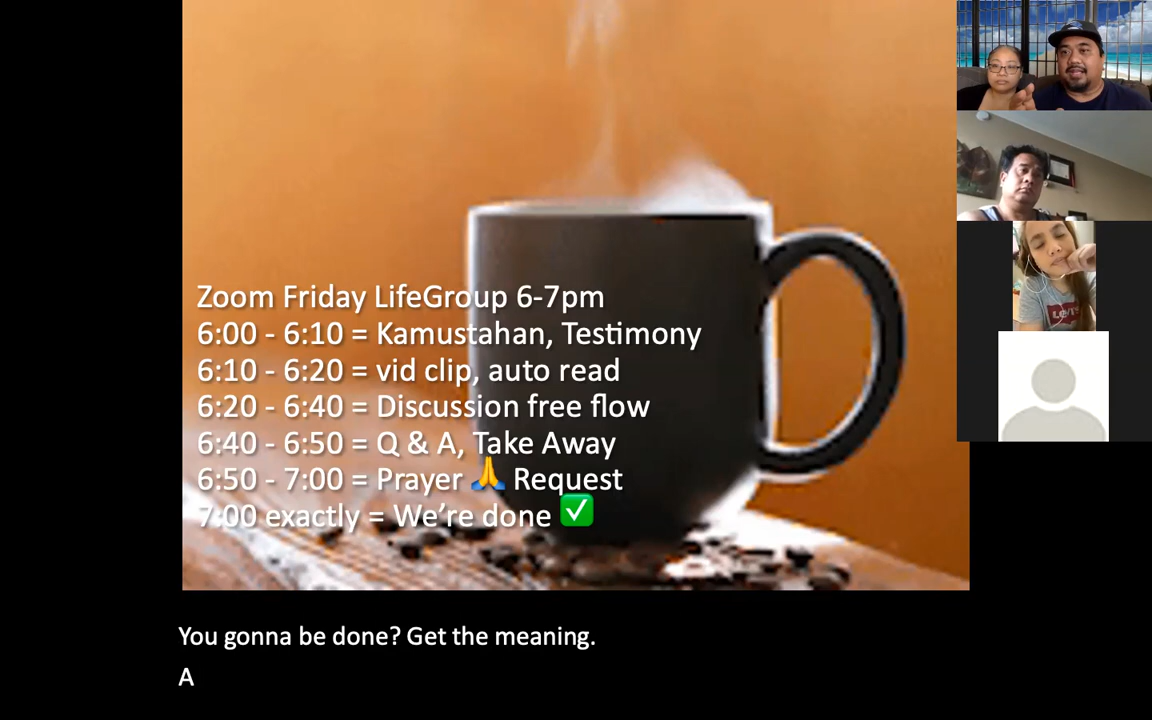 Zoom Friday LifeGroup 6-7pm
6:00 - 6:10 = Kamustahan, Testimony
6:10 - 6:20 = vid clip, auto read
6:20 - 6:40 = Discussion free flow
6:40 - 6:50 = Q & A, Take Away
6:50 - 7:00 = Prayer 🙏 Request
7:00 exactly = We’re done ✅
You gonna be done? Get the meaning.
A